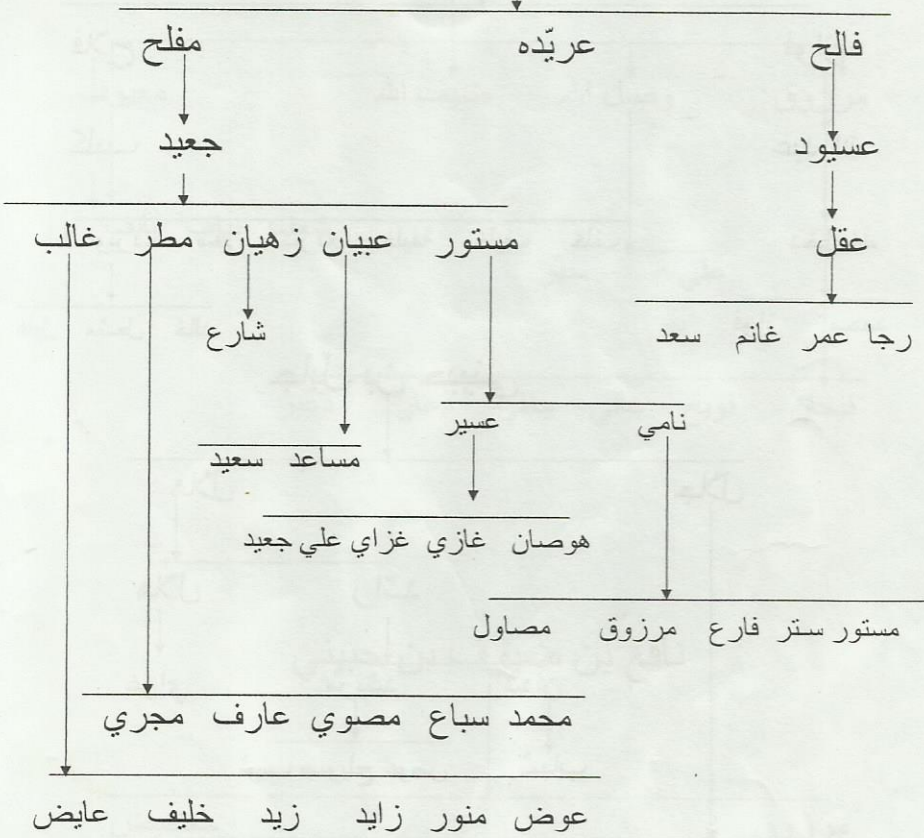 فالح عريّده مفلح
عسيود جعيد
عقل مستور عبيان زهيان مطر غالب
رجا عمر غانم سعد شارع
نامي عسير
مساعد سعيد
هوصان غازي غزاي علي جعيد
مستور ستر فارع مرزوق مصاول
محمد سباع مصوي عارف مجري
عوض منور زايد زيد خليف عايض